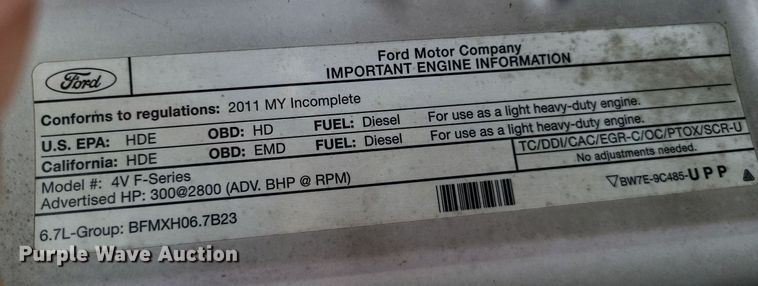 Ford
Ford Motor Company
IMPORTANT ENGINE INFORMATION
Conforms to regulations: 2011 MY Incomplete
U.S. EPA: HDE OBD: HD FUEL: Diesel For use as a light heavy-duty engine.
California: HDE OBD: EMD FUEL: Diesel For use as a light heavy-duty engine.
Model #: 4V F-Series TC/DDI/CAC/EGR-C/OC/PTOX/SCR-U
Advertised HP: 300@2800 (ADV. BHP @ RPM) No adjustments needed.
6.7L-Group: BFMXH06.7B23 BW7E-9C485-UPP
Purple Wave Auction